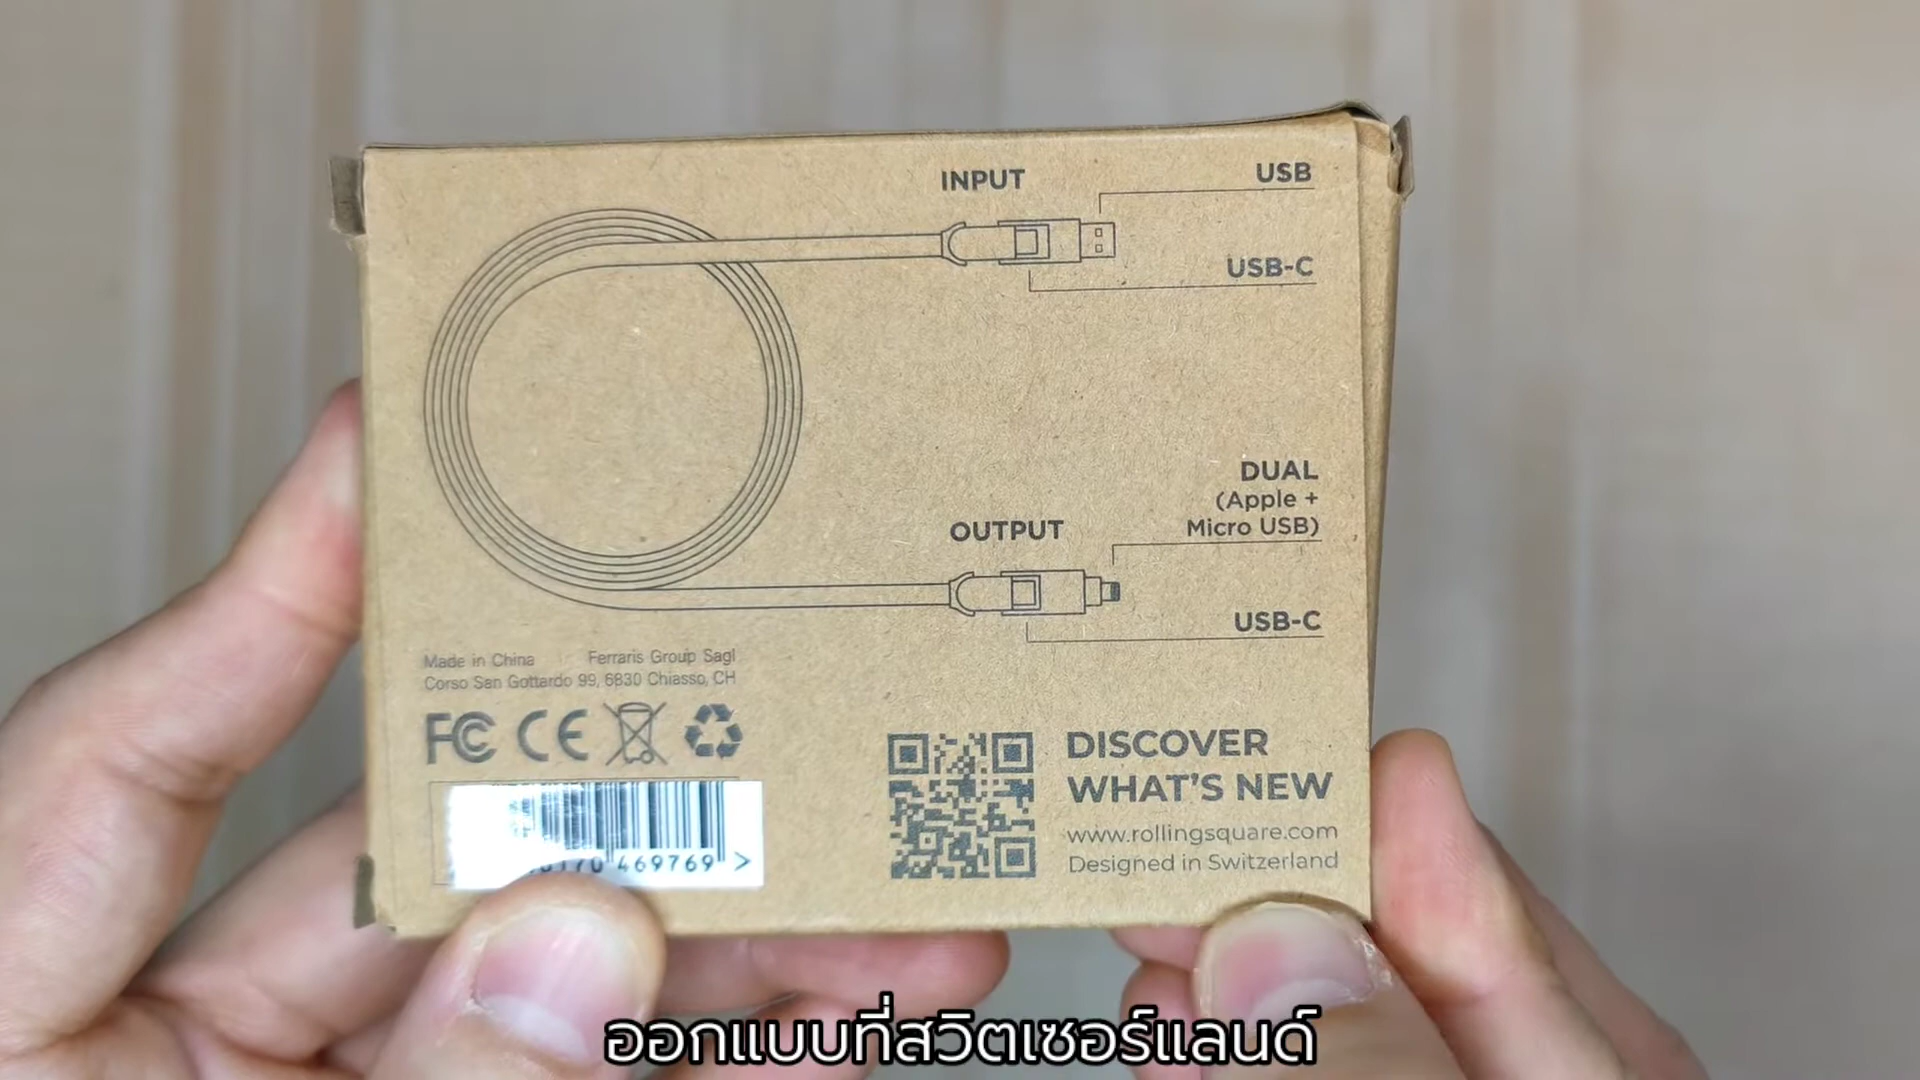 INPUT
USB
USB-C
DUAL
(Apple +
Micro USB)
OUTPUT
USB-C
Made in China Ferraris Group Sagl
Corso San Gottardo 99, 6830 Chiasso, CH
FC CE
469769 >
DISCOVER
WHAT'S NEW
www.rollingsquare.com
Designed in Switzerland
ออกแบบที่สวิตเซอร์แลนด์